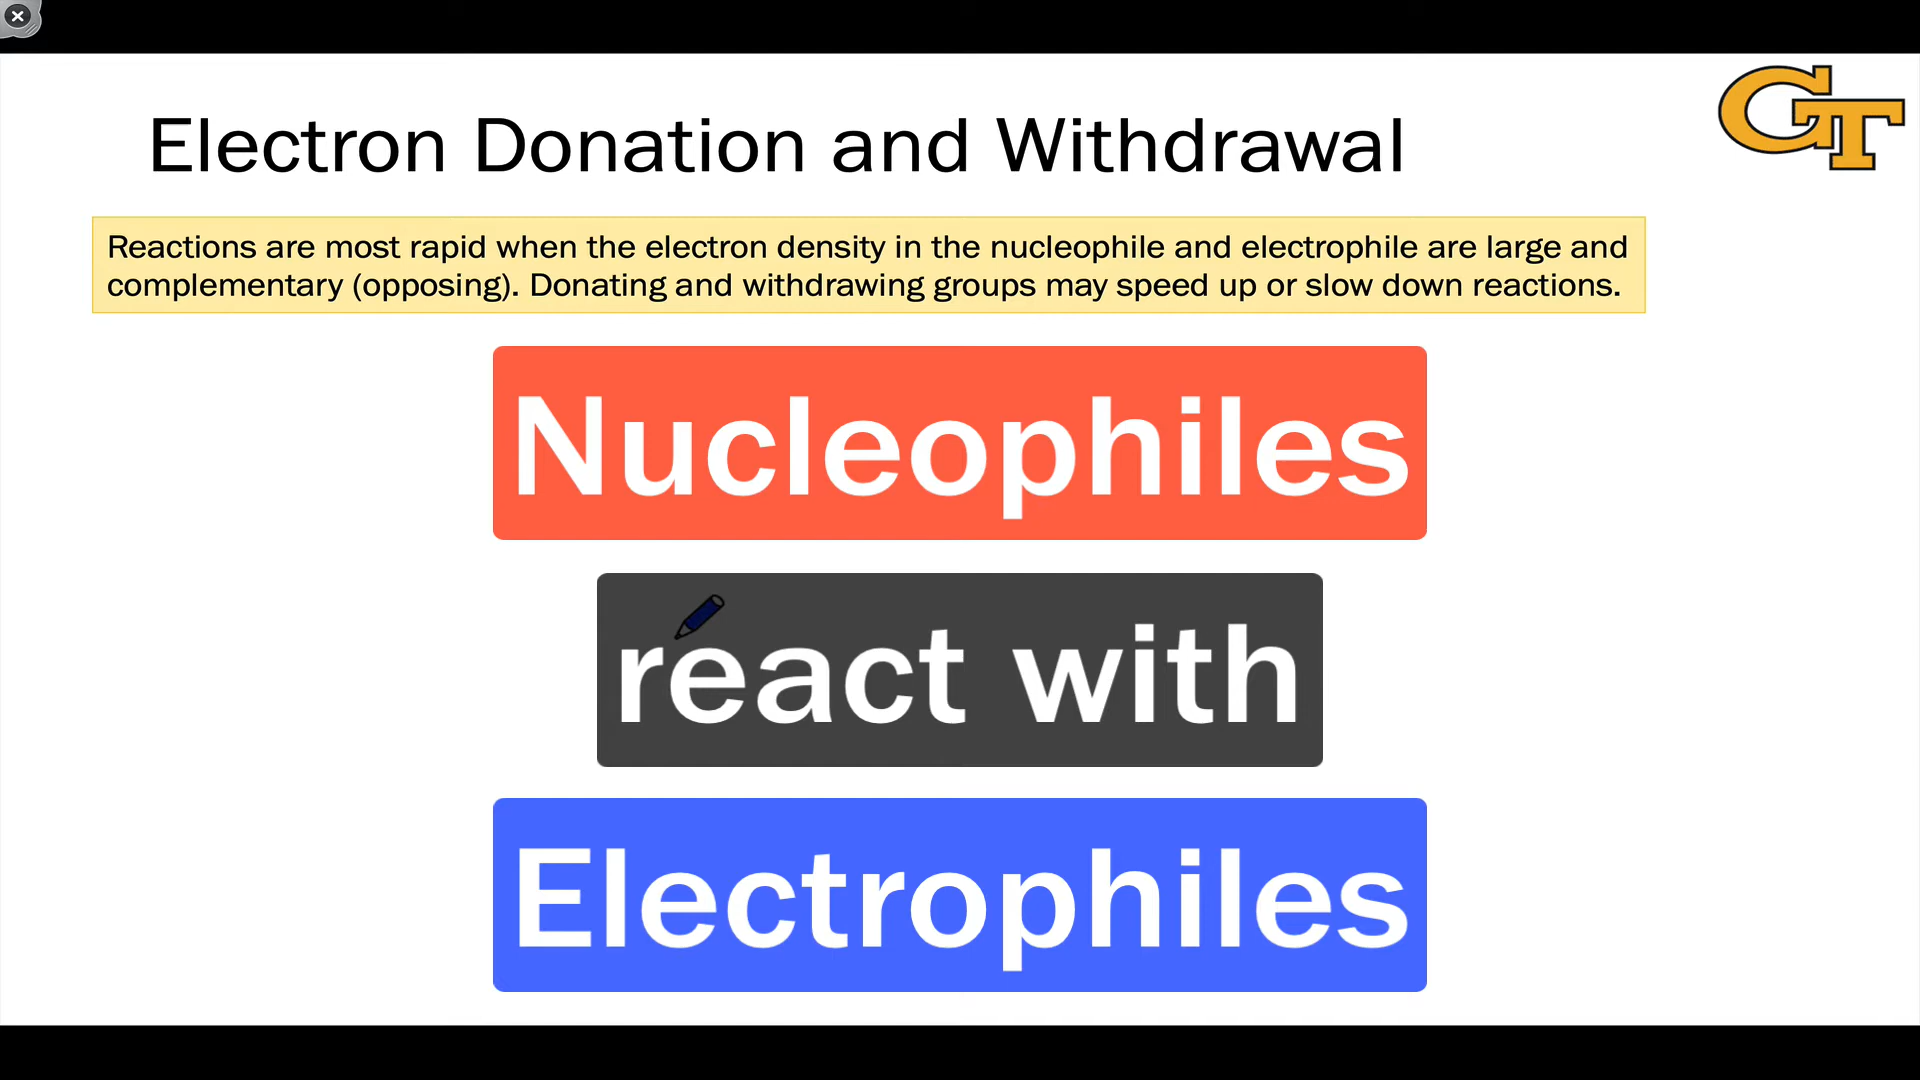 Electron Donation and Withdrawal
GT
Reactions are most rapid when the electron density in the nucleophile and electrophile are large and
complementary (opposing). Donating and withdrawing groups may speed up or slow down reactions.
Nucleophiles
react with
Electrophiles